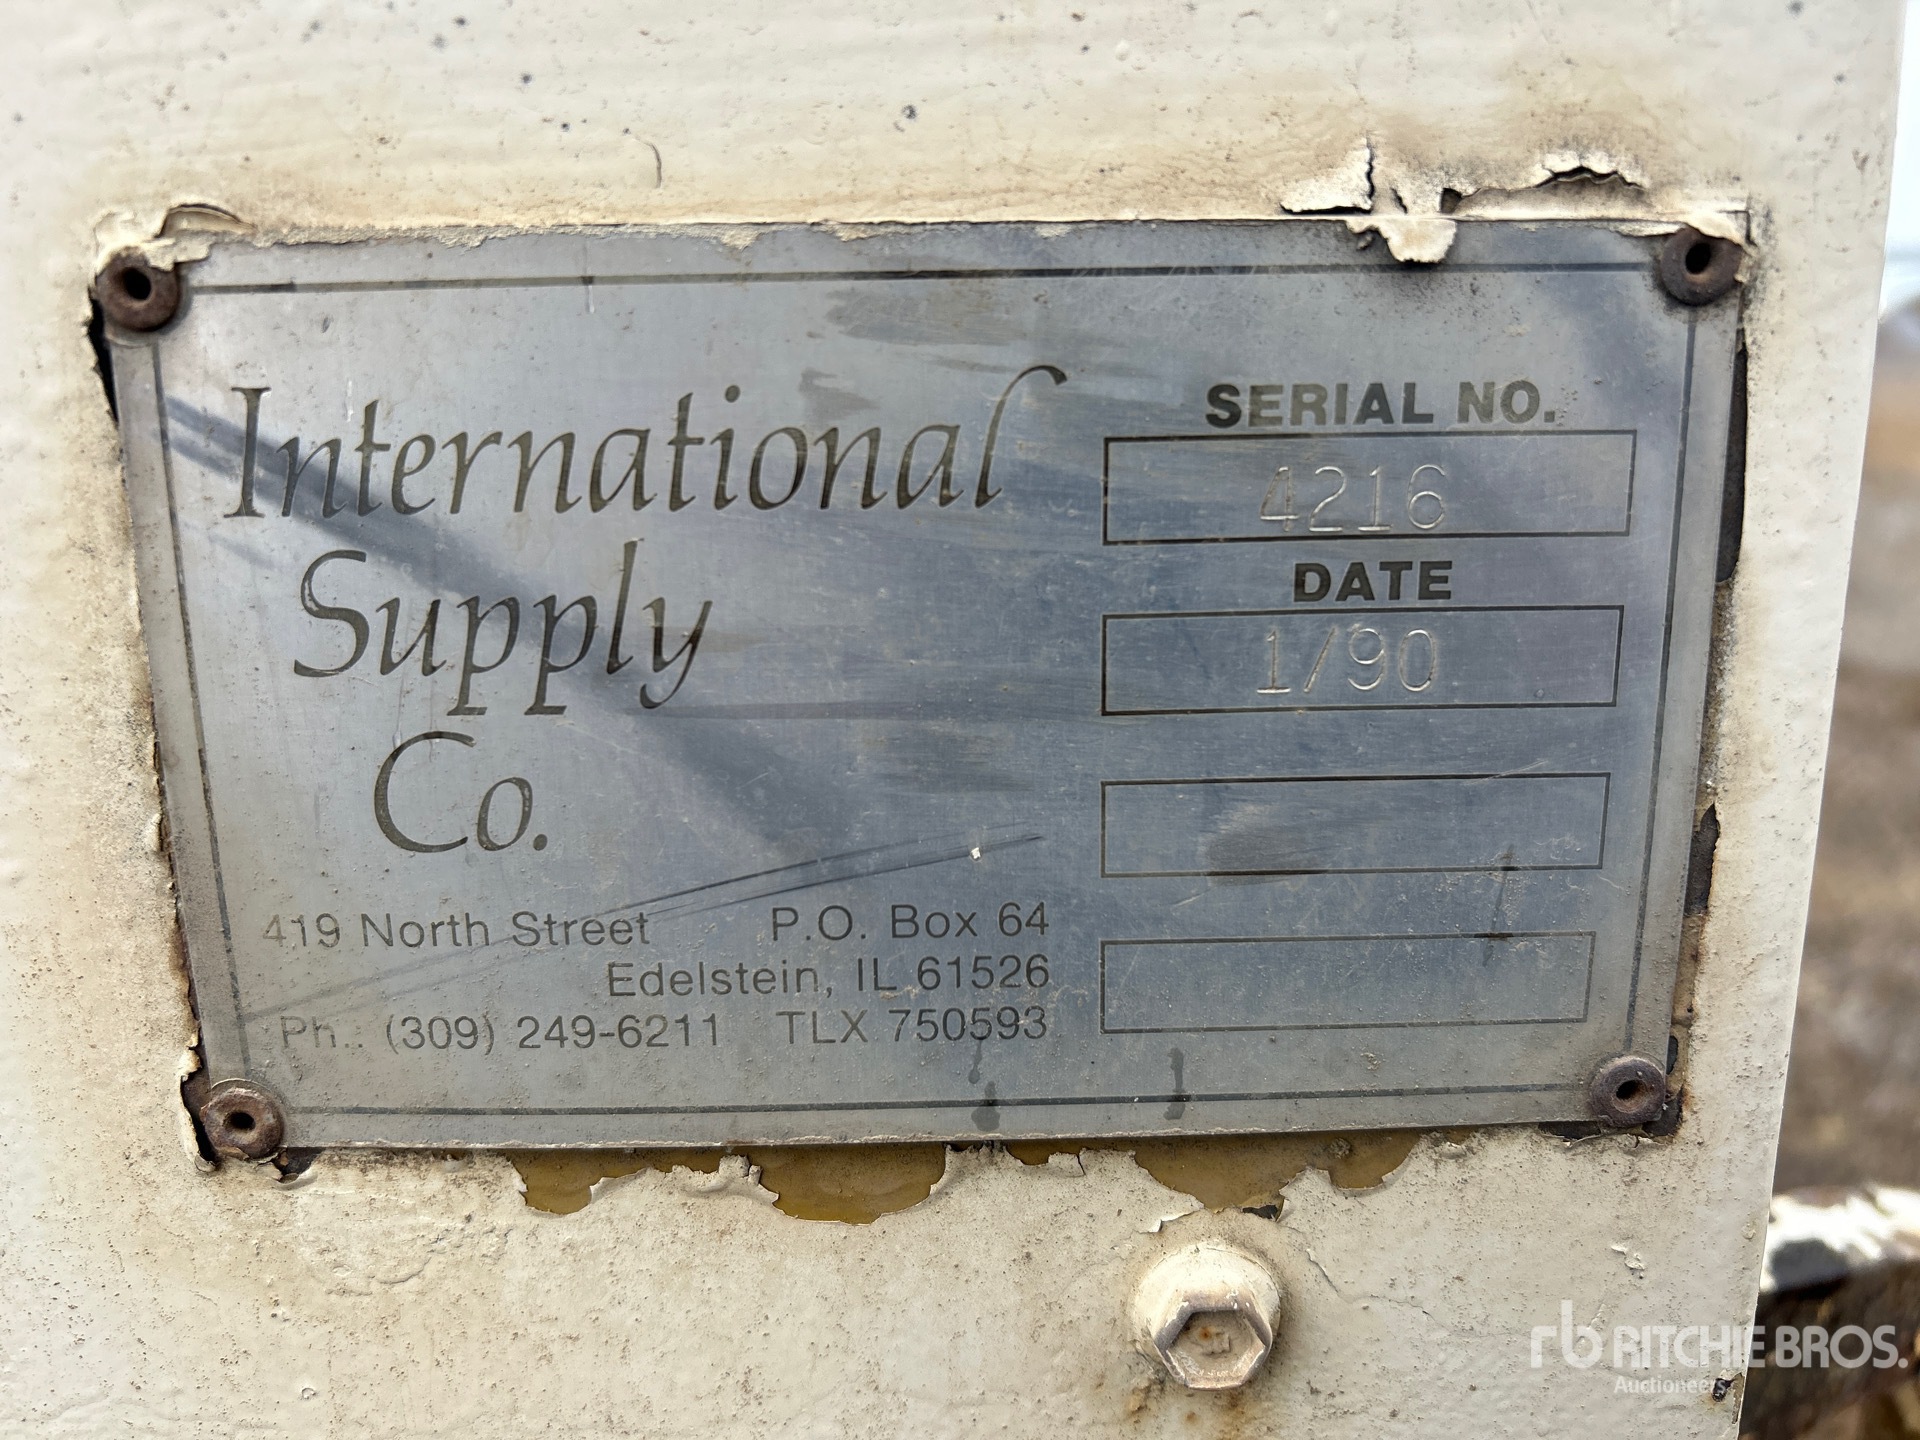 International
Supply
Co.
419 North Street P.O. Box 64
Edelstein, IL 61526
Ph.: (309) 249-6211 TLX 750593
SERIAL NO.
4216
DATE
1/90
rb RITCHIE BROS.
Auctioneers